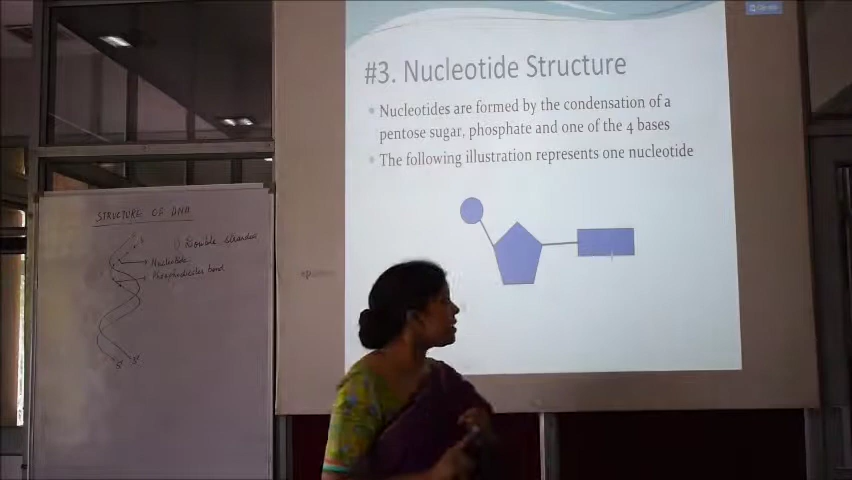 #3. Nucleotide Structure
Nucleotides are formed by the condensation of a
pentose sugar, phosphate and one of the 4 bases
The following illustration represents one nucleotide
STRUCTURE OF DNA
1) Double stranded
Nucleotide
Phosphodiester bond